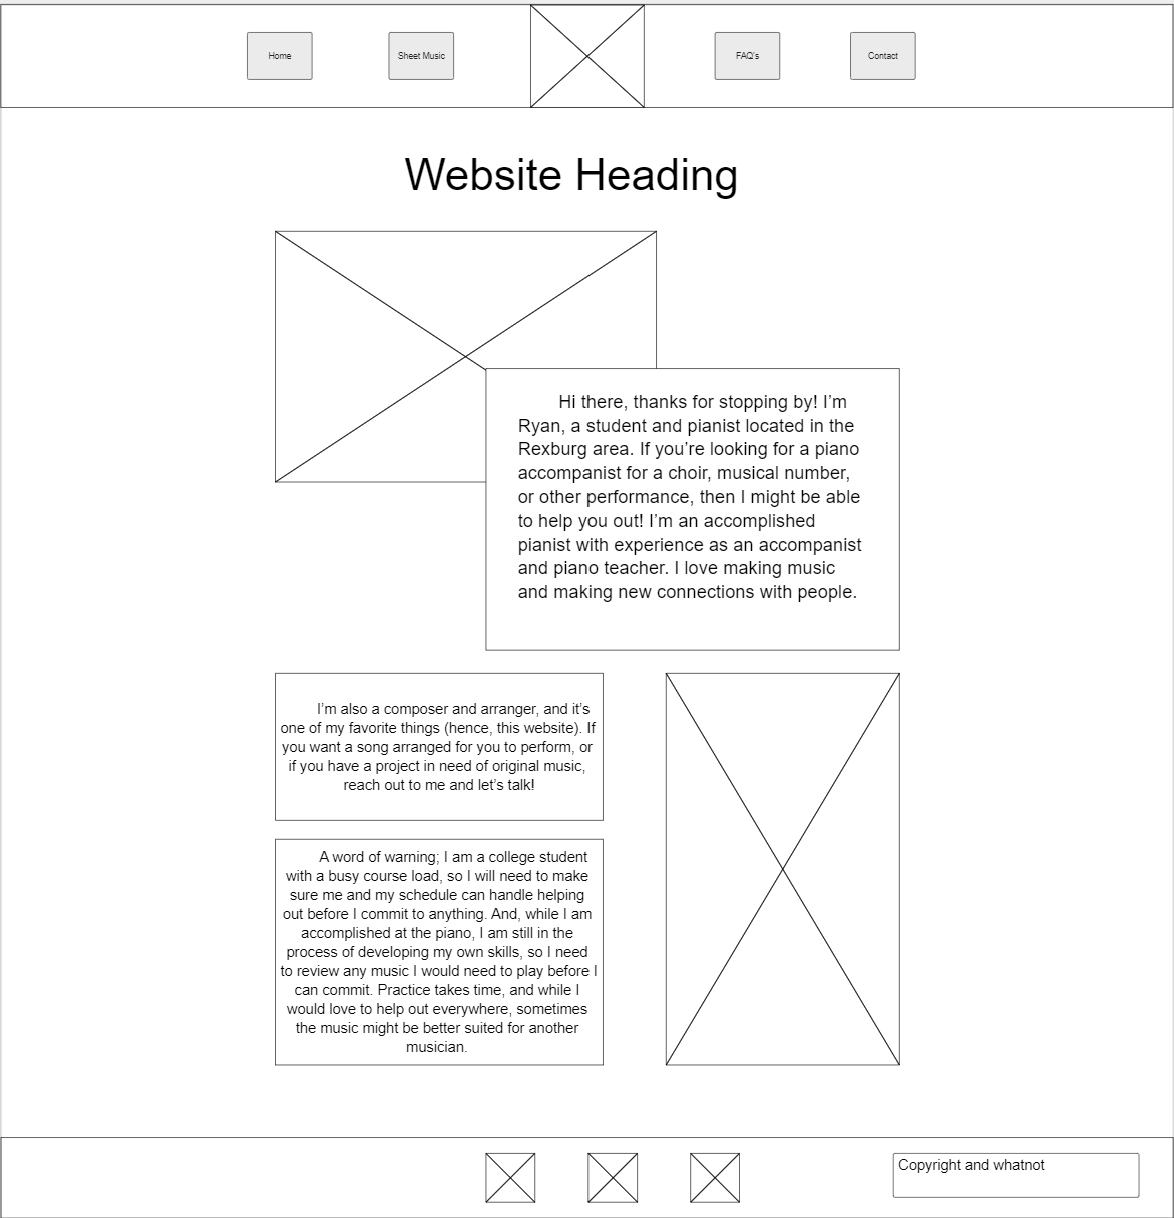 Home
Sheet Music
FAQ's
Contact
Website Heading
Hi there, thanks for stopping by! I’m
Ryan, a student and pianist located in the
Rexburg area. If you’re looking for a piano
accompanist for a choir, musical number,
or other performance, then I might be able
to help you out! I’m an accomplished
pianist with experience as an accompanist
and piano teacher. I love making music
and making new connections with people.
I’m also a composer and arranger, and it’s
one of my favorite things (hence, this website). If
you want a song arranged for you to perform, or
if you have a project in need of original music,
reach out to me and let’s talk!
A word of warning; I am a college student
with a busy course load, so I will need to make
sure me and my schedule can handle helping
out before I commit to anything. And, while I am
accomplished at the piano, I am still in the
process of developing my own skills, so I need
to review any music I would need to play before I
can commit. Practice takes time, and while I
would love to help out everywhere, sometimes
the music might be better suited for another
musician.
Copyright and whatnot